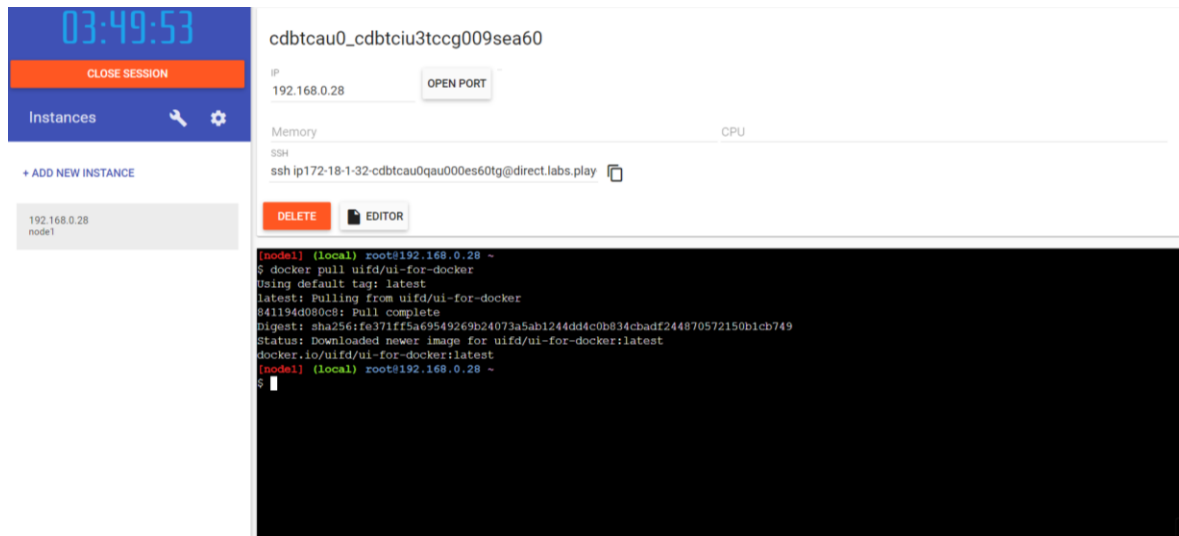 03:49:53
CLOSE SESSION
Instances
+ ADD NEW INSTANCE
192.168.0.28
node1
cdbtcau0_cdbtciu3tccg009sea60
IP
192.168.0.28
OPEN PORT
Memory
CPU
SSH
ssh ip172-18-1-32-cdbtcau0qau000es60tg@direct.labs.play
DELETE
EDITOR
[node1] (local) root@192.168.0.28 ~
$ docker pull uifd/ui-for-docker
Using default tag: latest
latest: Pulling from uifd/ui-for-docker
841194d080c8: Pull complete
Digest: sha256:fe371ff5a69549269b24073a5ab1244dd4c0b834cbadf244870572150b1cb749
Status: Downloaded newer image for uifd/ui-for-docker:latest
docker.io/uifd/ui-for-docker:latest
[node1] (local) root@192.168.0.28 ~
$